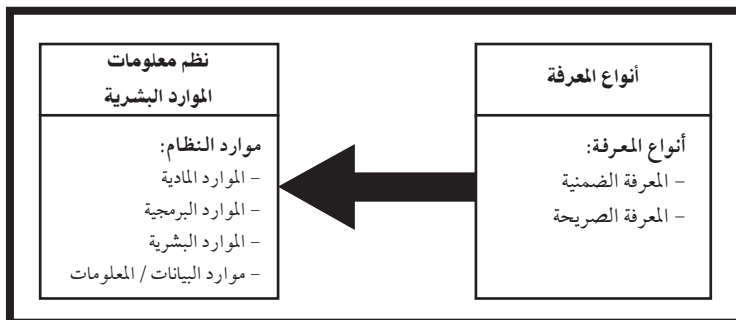 أنواع المعرفة
أنواع المعرفة:
– المعرفة الضمنية
– المعرفة الصريحة
نظم معلومات
الموارد البشرية
موارد النظام:
– الموارد المادية
– الموارد البرمجية
– الموارد البشرية
– موارد البيانات / المعلومات